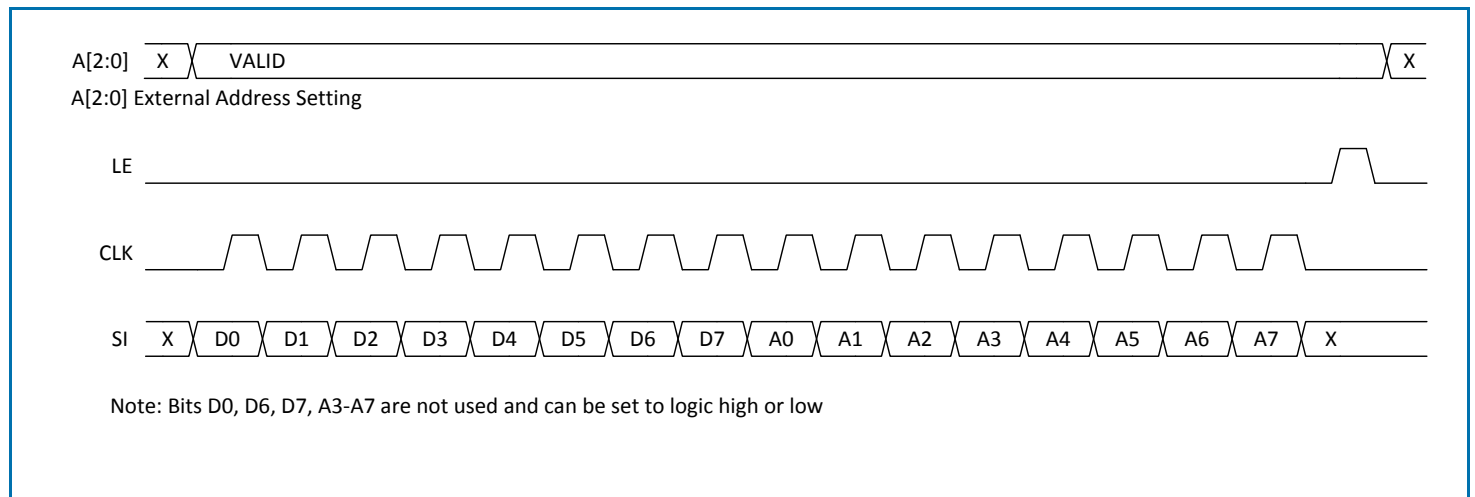 A[2:0] X VALID X
A[2:0] External Address Setting
LE
CLK
SI X D0 D1 D2 D3 D4 D5 D6 D7 A0 A1 A2 A3 A4 A5 A6 A7 X
Note: Bits D0, D6, D7, A3-A7 are not used and can be set to logic high or low